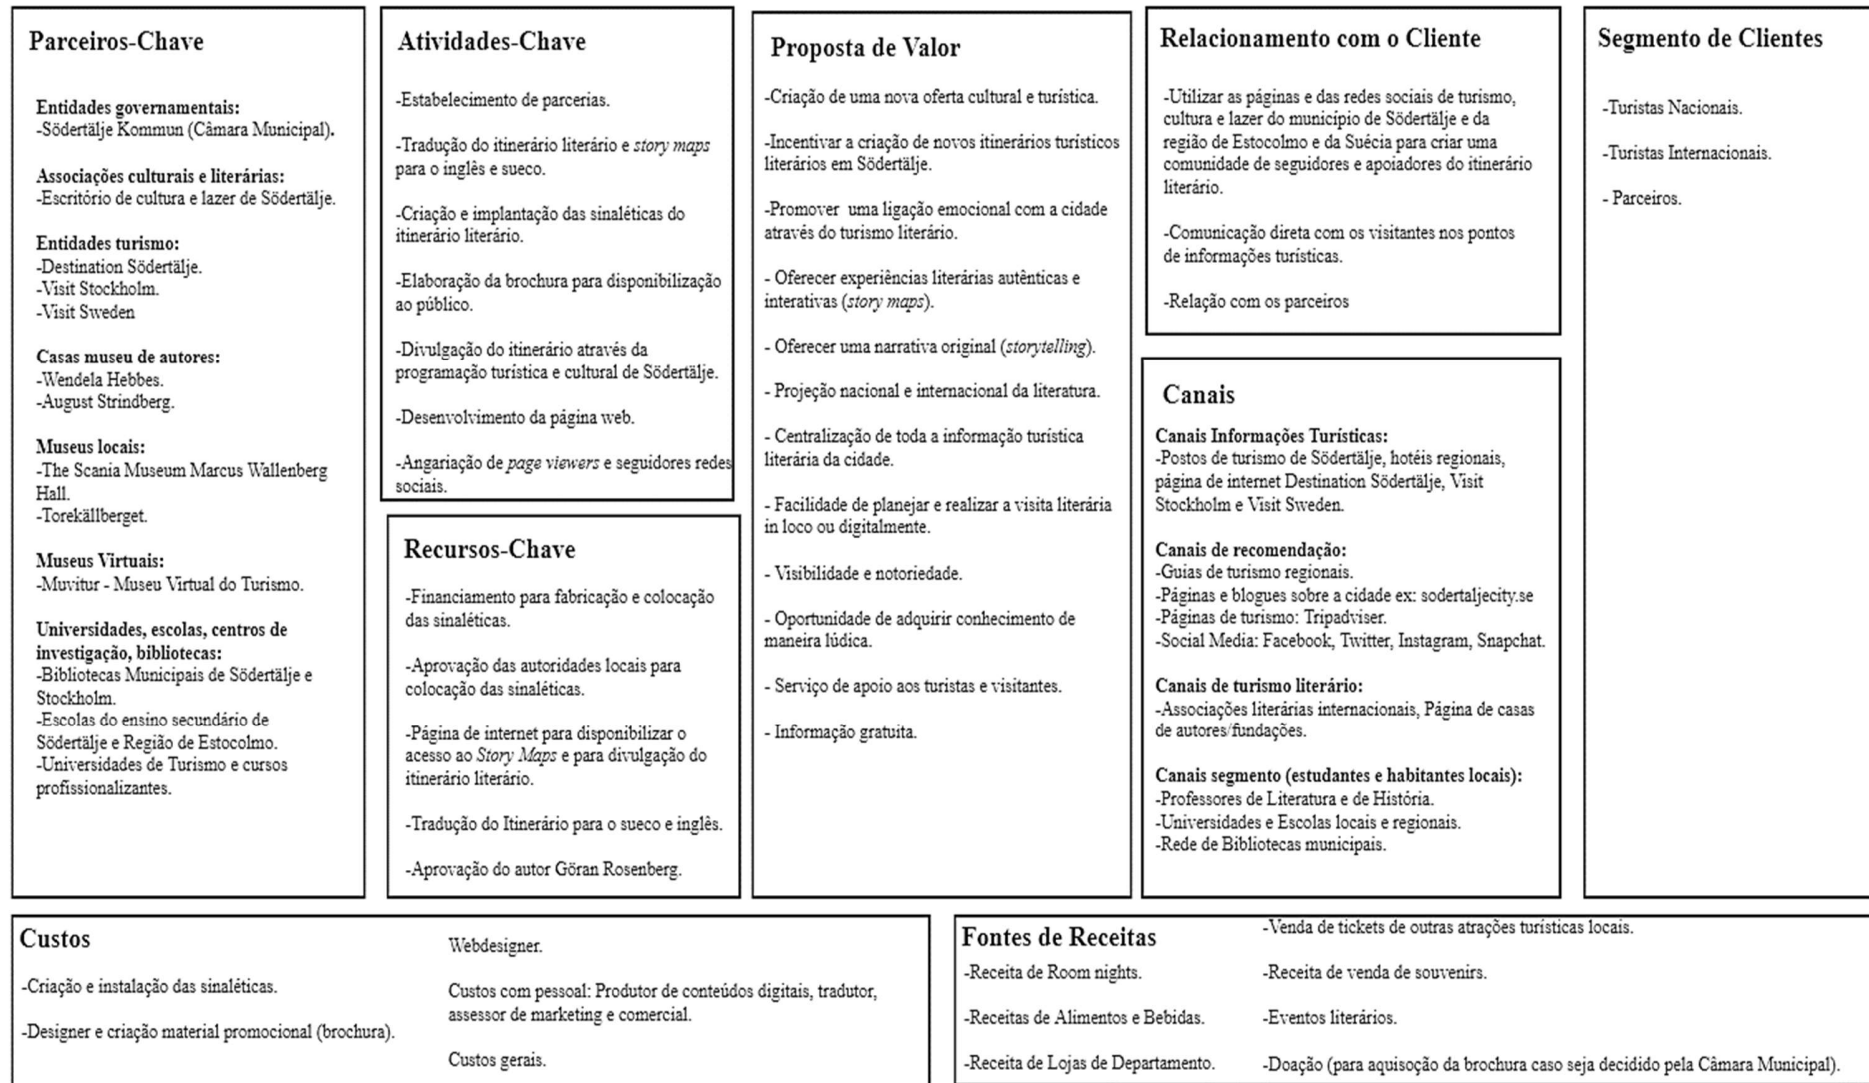 Parceiros-Chave
Entidades governamentais:
-Södertälje Kommun (Câmara Municipal).
Associações culturais e literárias:
-Escritório de cultura e lazer de Södertälje.
Entidades turismo:
-Destination Södertälje.
-Visit Stockholm.
-Visit Sweden
Casas museu de autores:
-Wendela Hebbes.
-August Strindberg.
Museus locais:
-The Scania Museum Marcus Wallenberg
Hall.
-Torekällberget.
Museus Virtuais:
-Muvitur - Museu Virtual do Turismo.
Universidades, escolas, centros de
investigação, bibliotecas:
-Bibliotecas Municipais de Södertälje e
Stockholm.
-Escolas do ensino secundário de
Södertälje e Região de Estocolmo.
-Universidades de Turismo e cursos
profissionalizantes.
Atividades-Chave
-Estabelecimento de parcerias.
-Tradução do itinerário literário e story maps
para o inglês e sueco.
-Criação e implantação das sinaléticas do
itinerário literário.
-Elaboração da brochura para disponibilização
ao público.
-Divulgação do itinerário através da
programação turística e cultural de Södertälje.
-Desenvolvimento da página web.
-Angariação de page viewers e seguidores redes
sociais.
Recursos-Chave
-Financiamento para fabricação e colocação
das sinaléticas.
-Aprovação das autoridades locais para
colocação das sinaléticas.
-Página de internet para disponibilizar o
acesso ao Story Maps e para divulgação do
itinerário literário.
-Tradução do Itinerário para o sueco e inglês.
-Aprovação do autor Göran Rosenberg.
Proposta de Valor
-Criação de uma nova oferta cultural e turística.
-Incentivar a criação de novos itinerários turísticos
literários em Södertälje.
-Promover uma ligação emocional com a cidade
através do turismo literário.
- Oferecer experiências literárias autênticas e
interativas (story maps).
- Oferecer uma narrativa original (storytelling).
- Projeção nacional e internacional da literatura.
- Centralização de toda a informação turística
literária da cidade.
- Facilidade de planejar e realizar a visita literária
in loco ou digitalmente.
- Visibilidade e notoriedade.
- Oportunidade de adquirir conhecimento de
maneira lúdica.
- Serviço de apoio aos turistas e visitantes.
- Informação gratuita.
Relacionamento com o Cliente
-Utilizar as páginas e das redes sociais de turismo,
cultura e lazer do município de Södertälje e da
região de Estocolmo e da Suécia para criar uma
comunidade de seguidores e apoiadores do itinerário
literário.
-Comunicação direta com os visitantes nos pontos
de informações turísticas.
-Relação com os parceiros
Canais
Canais Informações Turísticas:
-Postos de turismo de Södertälje, hotéis regionais,
página de internet Destination Södertälje, Visit
Stockholm e Visit Sweden.
Canais de recomendação:
-Guias de turismo regionais.
-Páginas e blogues sobre a cidade ex: sodertaljecity.se
-Páginas de turismo: Tripadviser.
-Social Media: Facebook, Twitter, Instagram, Snapchat.
Canais de turismo literário:
-Associações literárias internacionais, Página de casas
de autores/fundações.
Canais segmento (estudantes e habitantes locais):
-Professores de Literatura e de História.
-Universidades e Escolas locais e regionais.
-Rede de Bibliotecas municipais.
Segmento de Clientes
-Turistas Nacionais.
-Turistas Internacionais.
- Parceiros.
Custos
-Criação e instalação das sinaléticas.
-Designer e criação material promocional (brochura).
Webdesigner.
Custos com pessoal: Produtor de conteúdos digitais, tradutor,
assessor de marketing e comercial.
Custos gerais.
Fontes de Receitas
-Receita de Room nights.
-Receitas de Alimentos e Bebidas.
-Receita de Lojas de Departamento.
-Venda de tickets de outras atrações turísticas locais.
-Receita de venda de souvenirs.
-Eventos literários.
-Doação (para aquisoção da brochura caso seja decidido pela Câmara Municipal).